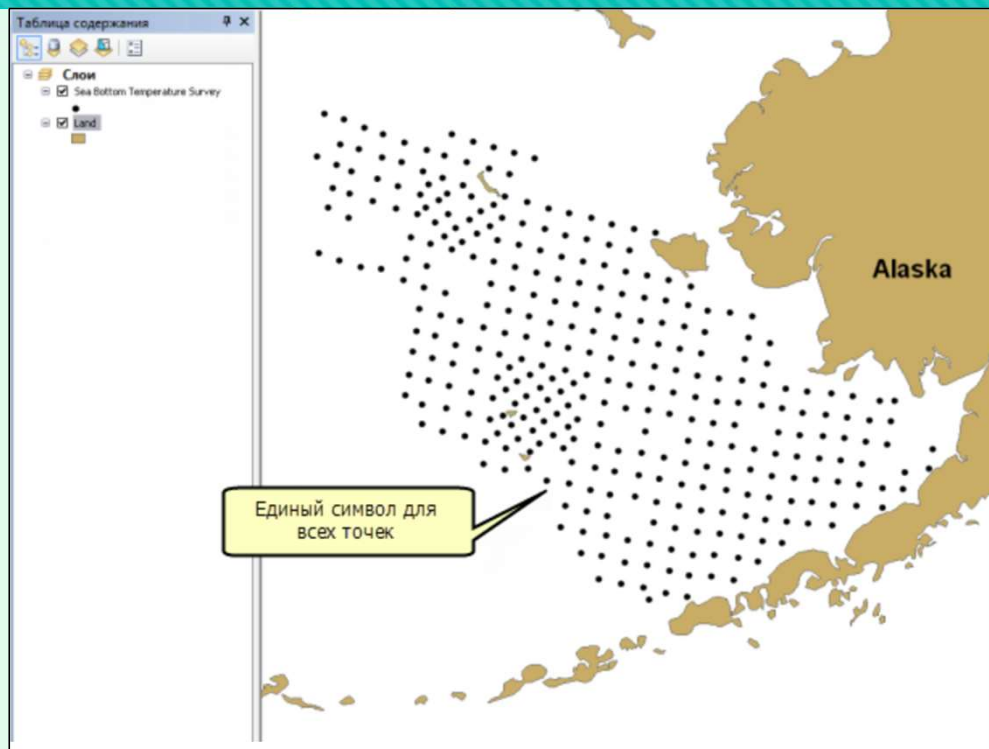 Таблица содержания
Слои
Sea Bottom Temperature Survey
Land
Alaska
Единый символ для
всех точек